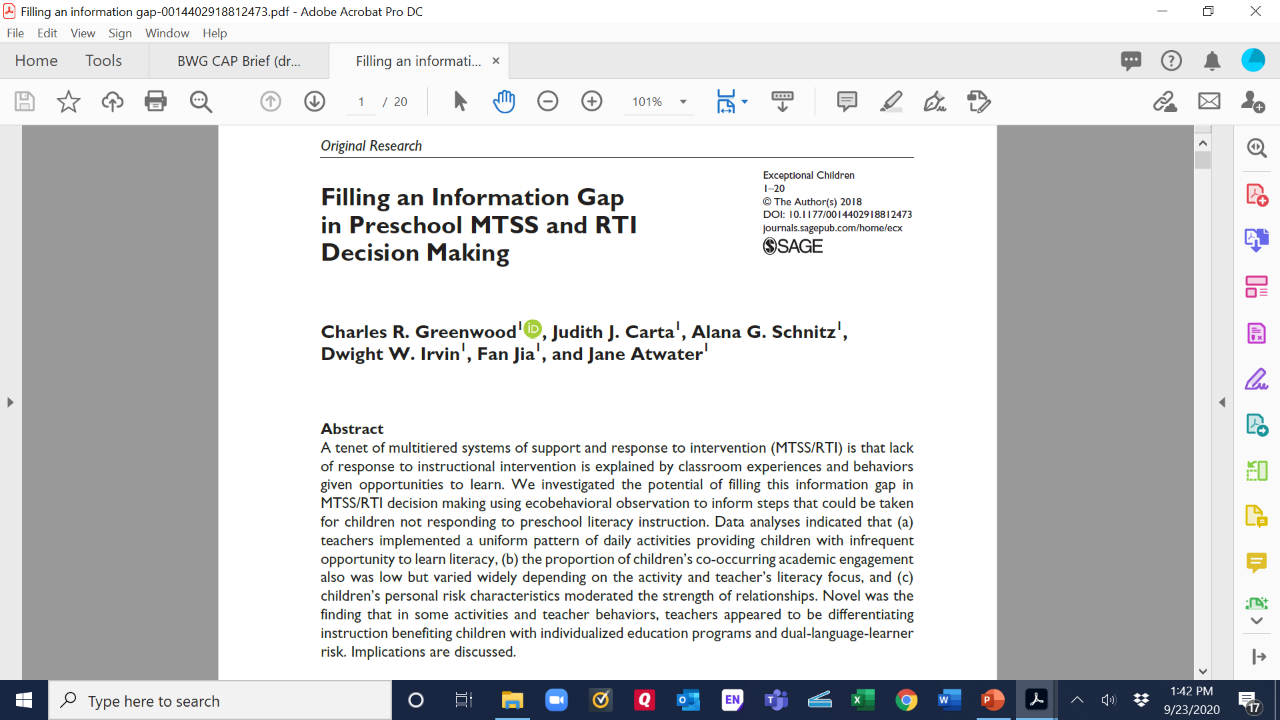 Filling an information gap-0014402918812473.pdf - Adobe Acrobat Pro DC
File Edit View Sign Window Help
Home Tools BWG CAP Brief (dr... Filling an informati... ×
1 / 20 101%
Original Research
Filling an Information Gap
in Preschool MTSS and RTI
Decision Making
Exceptional Children
1–20
© The Author(s) 2018
DOI: 10.1177/0014402918812473
journals.sagepub.com/home/ecx
SAGE
Charles R. Greenwood1 iD, Judith J. Carta1, Alana G. Schnitz1,
Dwight W. Irvin1, Fan Jia1, and Jane Atwater1
Abstract
A tenet of multitiered systems of support and response to intervention (MTSS/RTI) is that lack
of response to instructional intervention is explained by classroom experiences and behaviors
given opportunities to learn. We investigated the potential of filling this information gap in
MTSS/RTI decision making using ecobehavioral observation to inform steps that could be taken
for children not responding to preschool literacy instruction. Data analyses indicated that (a)
teachers implemented a uniform pattern of daily activities providing children with infrequent
opportunity to learn literacy, (b) the proportion of children's co-occurring academic engagement
also was low but varied widely depending on the activity and teacher's literacy focus, and (c)
children's personal risk characteristics moderated the strength of relationships. Novel was the
finding that in some activities and teacher behaviors, teachers appeared to be differentiating
instruction benefiting children with individualized education programs and dual-language-learner
risk. Implications are discussed.
Type here to search
EN
1:42 PM
9/23/2020
17